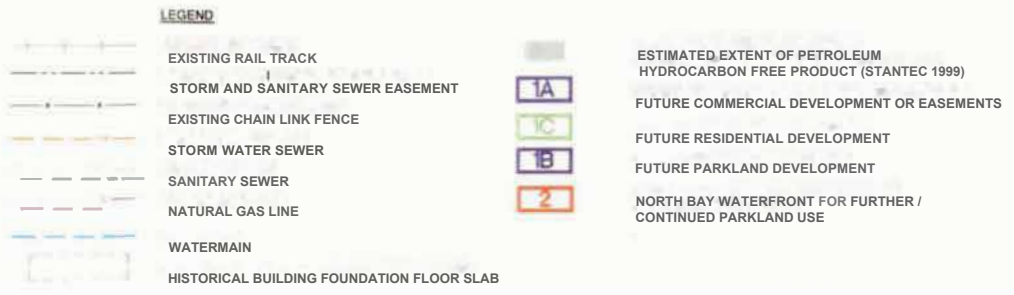 LEGEND
EXISTING RAIL TRACK
STORM AND SANITARY SEWER EASEMENT
EXISTING CHAIN LINK FENCE
STORM WATER SEWER
SANITARY SEWER
NATURAL GAS LINE
WATERMAIN
HISTORICAL BUILDING FOUNDATION FLOOR SLAB
ESTIMATED EXTENT OF PETROLEUM
HYDROCARBON FREE PRODUCT (STANTEC 1999)
1A
FUTURE COMMERCIAL DEVELOPMENT OR EASEMENTS
1C
FUTURE RESIDENTIAL DEVELOPMENT
1B
FUTURE PARKLAND DEVELOPMENT
2
NORTH BAY WATERFRONT FOR FURTHER /
CONTINUED PARKLAND USE